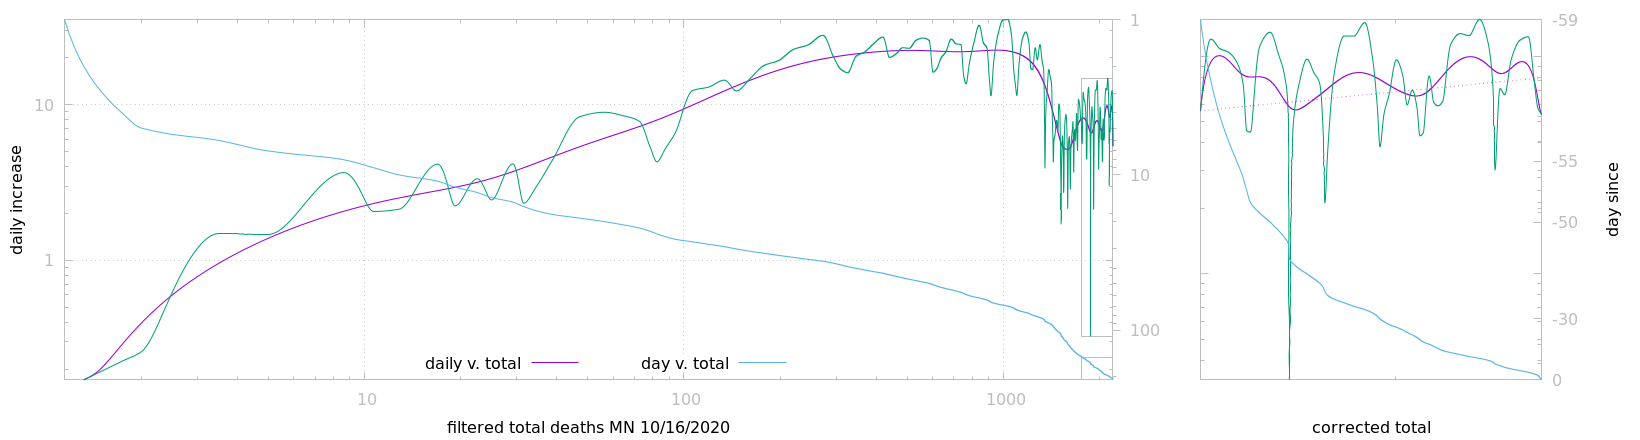 daily increase
10
1
daily v. total
day v. total
10
100
1000
filtered total deaths MN 10/16/2020
1
10
100
-59
-55
-50
-30
0
day since
corrected total